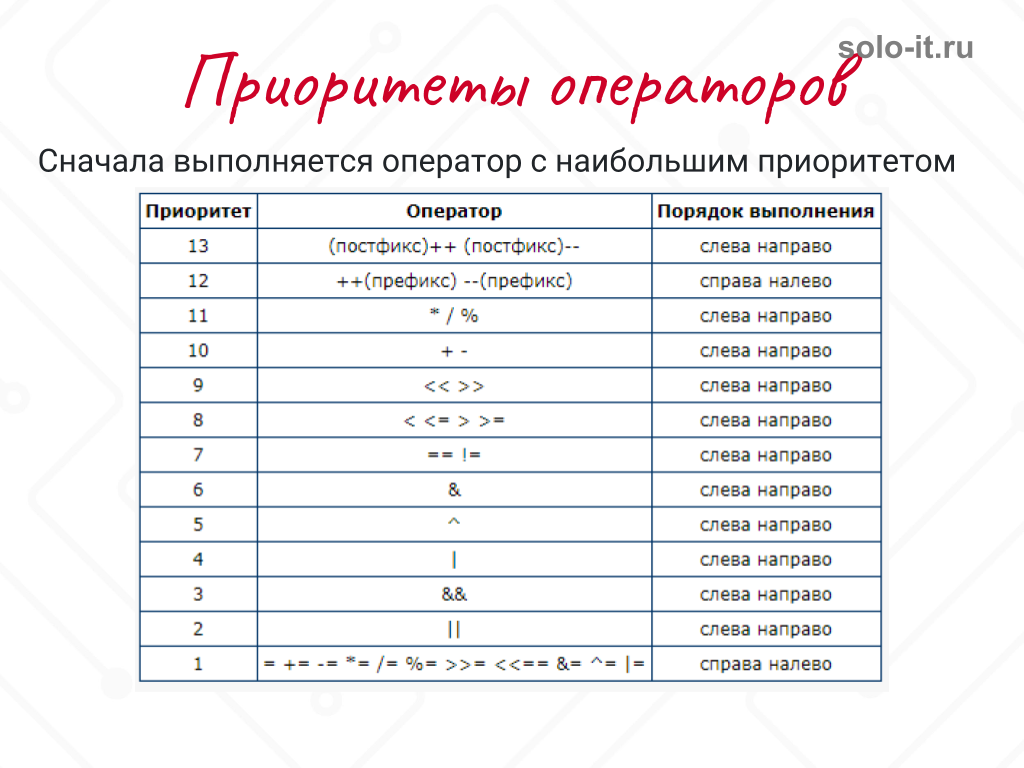 solo-it.ru
Приоритеты операторов
Сначала выполняется оператор с наибольшим приоритетом
Приоритет Оператор Порядок выполнения
13 (постфикс)++ (постфикс)-- слева направо
12 ++(префикс) --(префикс) справа налево
11 * / % слева направо
10 + - слева направо
9 << >> слева направо
8 < <= > >= слева направо
7 == != слева направо
6 & слева направо
5 ^ слева направо
4 | слева направо
3 && слева направо
2 || слева направо
1 = += -= *= /= %= >>= <<== &= ^= |= справа налево